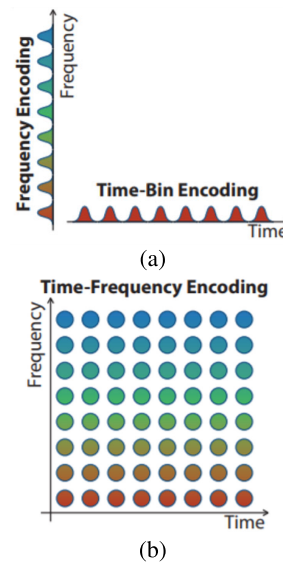 Frequency Encoding
Frequency
Time-Bin Encoding
Time
(a)
Time-Frequency Encoding
Frequency
Time
(b)